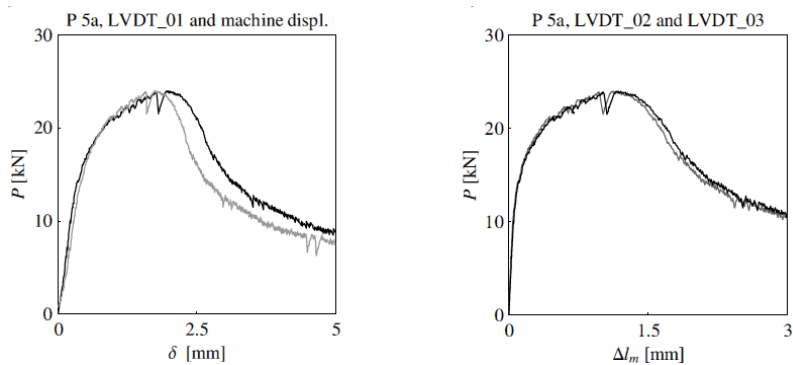 P 5a, LVDT_01 and machine displ.
30
20
10
0
P [kN]
0
2.5
5
δ [mm]
P 5a, LVDT_02 and LVDT_03
30
20
10
0
P [kN]
0
1.5
3
Δl_m [mm]